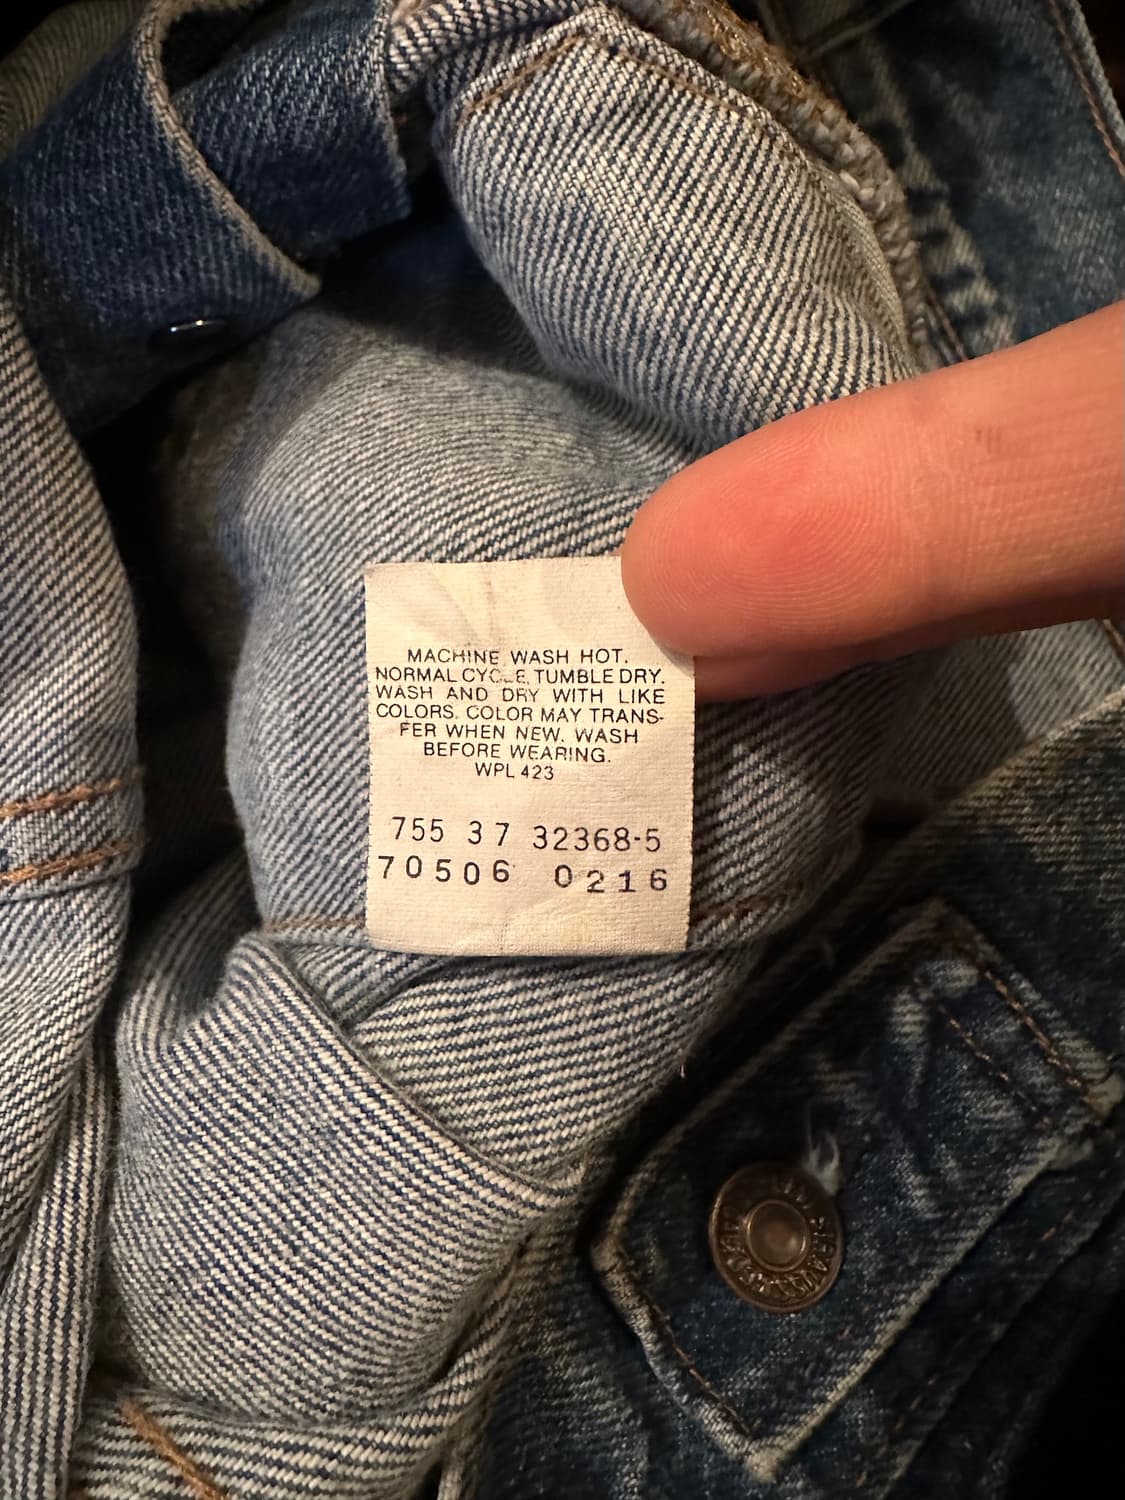 MACHINE WASH HOT.
NORMAL CYCLE, TUMBLE DRY.
WASH AND DRY WITH LIKE
COLORS. COLOR MAY TRANS-
FER WHEN NEW. WASH
BEFORE WEARING.
WPL 423
755 37 32368-5
70506 0216